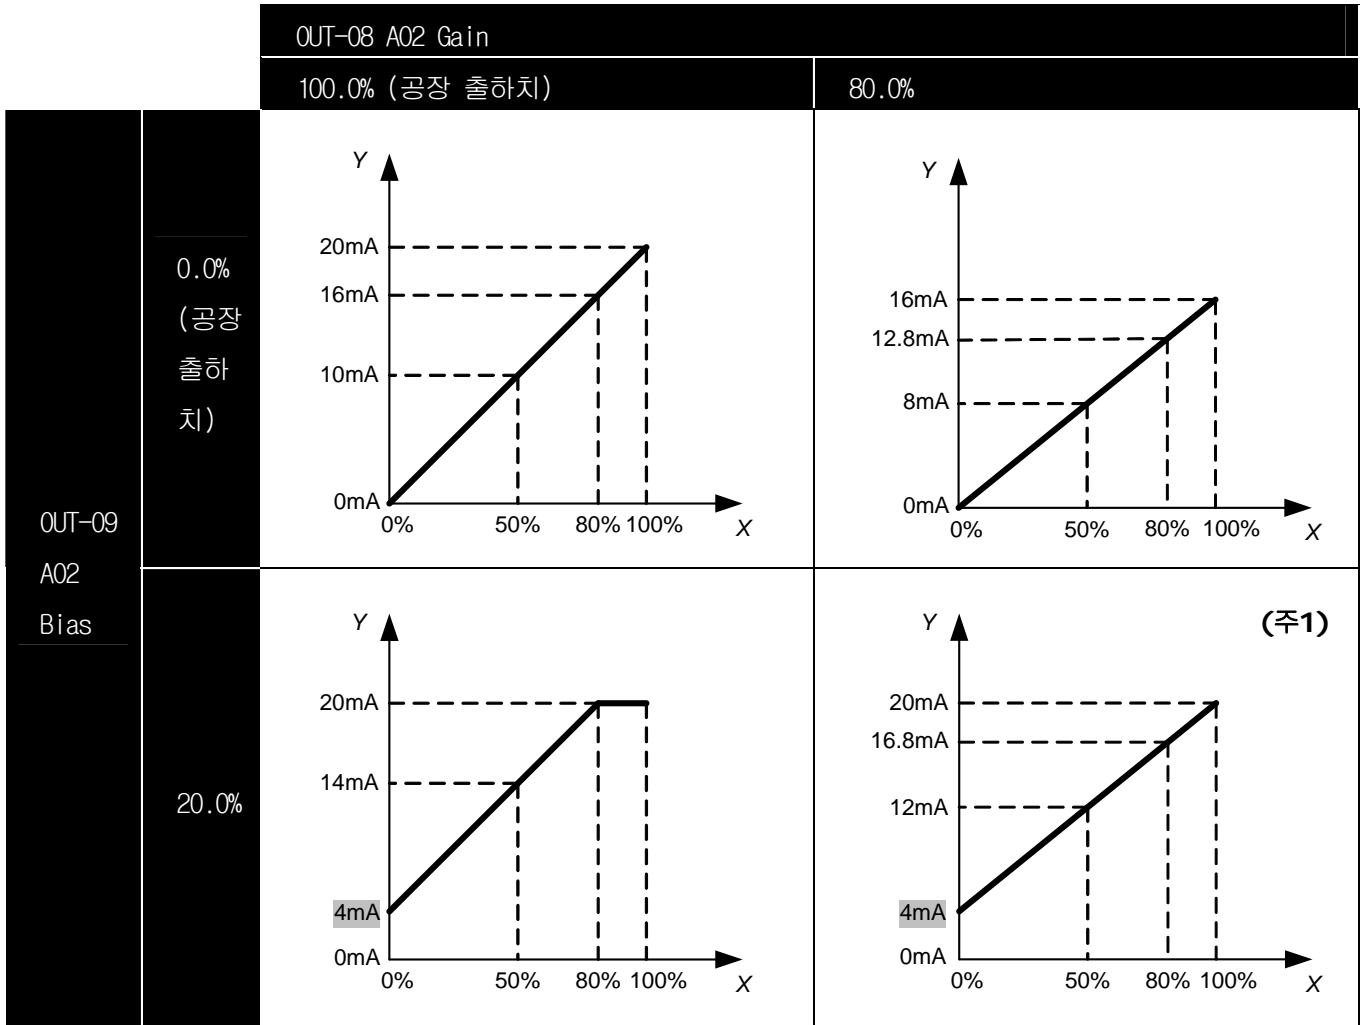 OUT-08 AO2 Gain
100.0% (공장 출하치)
80.0%
OUT-09
AO2
Bias
0.0%
(공장
출하
치)
Y
20mA
16mA
10mA
0mA
0%
50%
80%
100%
X
Y
16mA
12.8mA
8mA
0mA
0%
50%
80%
100%
X
20.0%
Y
20mA
14mA
4mA
0mA
0%
50%
80%
100%
X
(주1)
Y
20mA
16.8mA
12mA
4mA
0mA
0%
50%
80%
100%
X